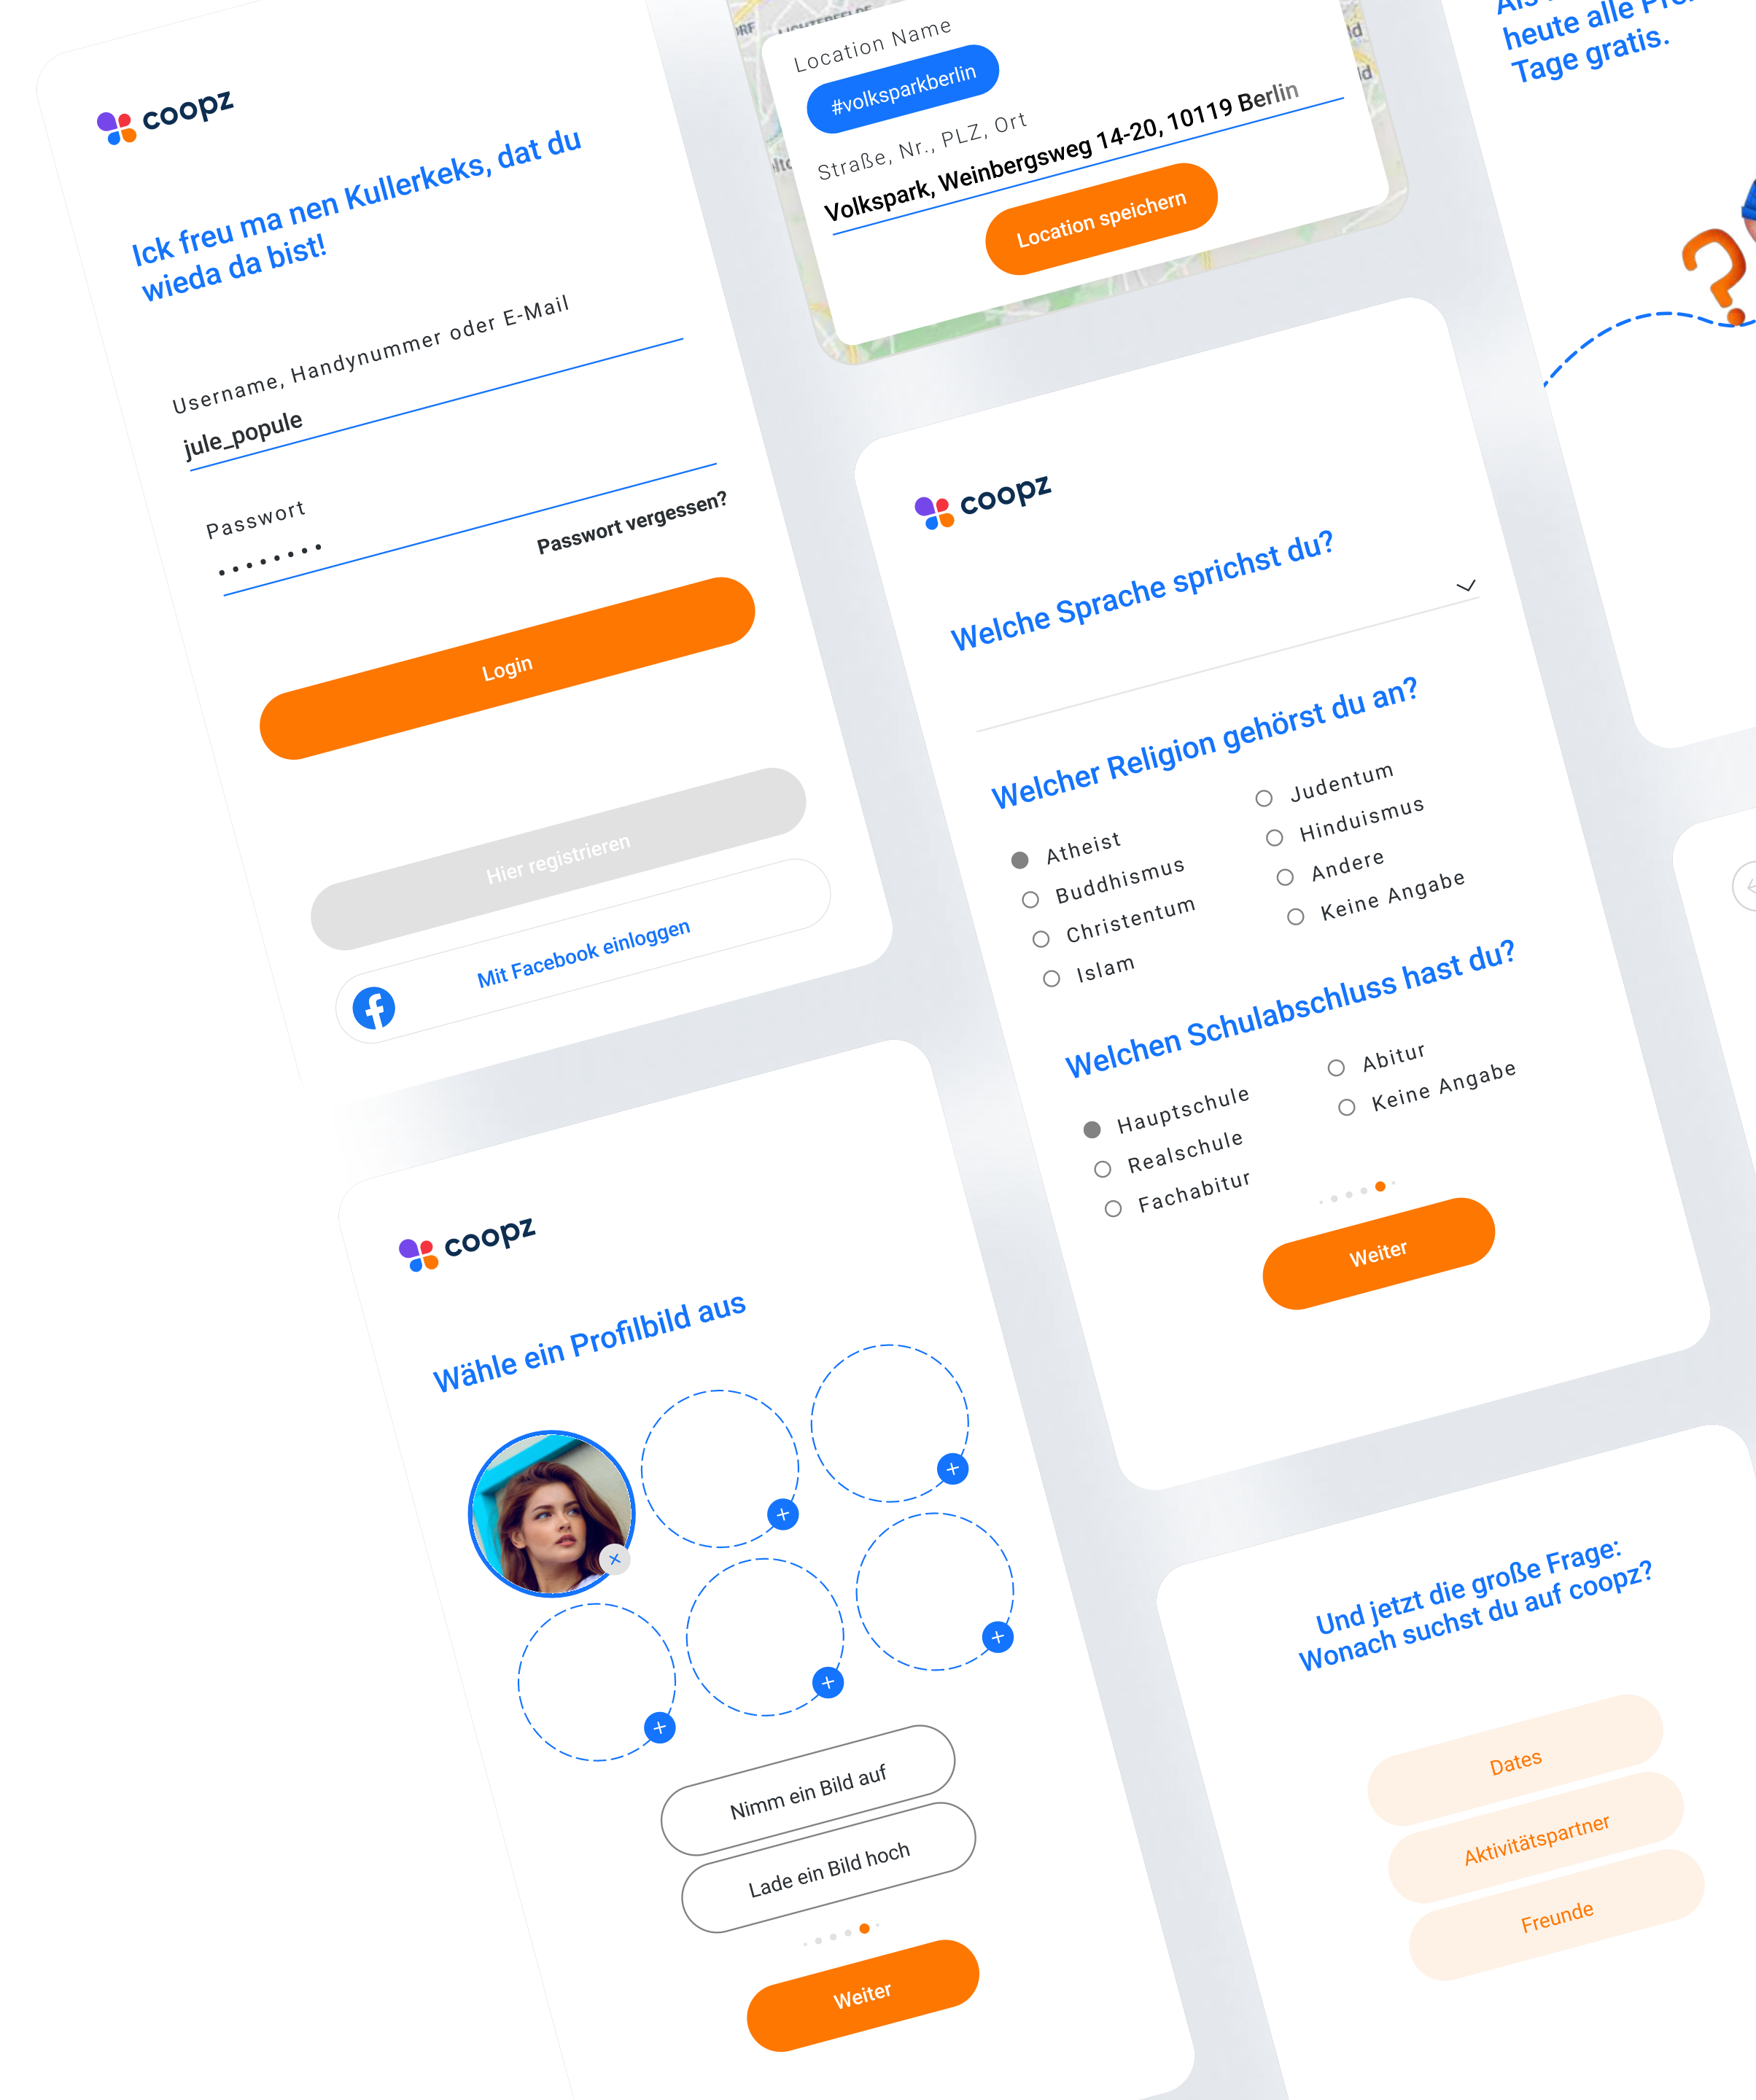 coopz
Ick freu ma nen Kullerkeks, dat du
wieda da bist!
Username, Handynummer oder E-Mail
jule_popule
Passwort
Passwort vergessen?
Login
Hier registrieren
Mit Facebook einloggen
Location Name
#volksparkberlin
Straße, Nr., PLZ, Ort
Volkspark, Weinbergsweg 14-20, 10119 Berlin
Location speichern
heute alle
Tage gratis.
coopz
Welche Sprache sprichst du?
Welcher Religion gehörst du an?
Atheist
Buddhismus
Christentum
Islam
Judentum
Hinduismus
Andere
Keine Angabe
Welchen Schulabschluss hast du?
Hauptschule
Realschule
Fachabitur
Abitur
Keine Angabe
Weiter
coopz
Wähle ein Profilbild aus
Nimm ein Bild auf
Lade ein Bild hoch
Weiter
Und jetzt die große Frage:
Wonach suchst du auf coopz?
Dates
Aktivitätspartner
Freunde